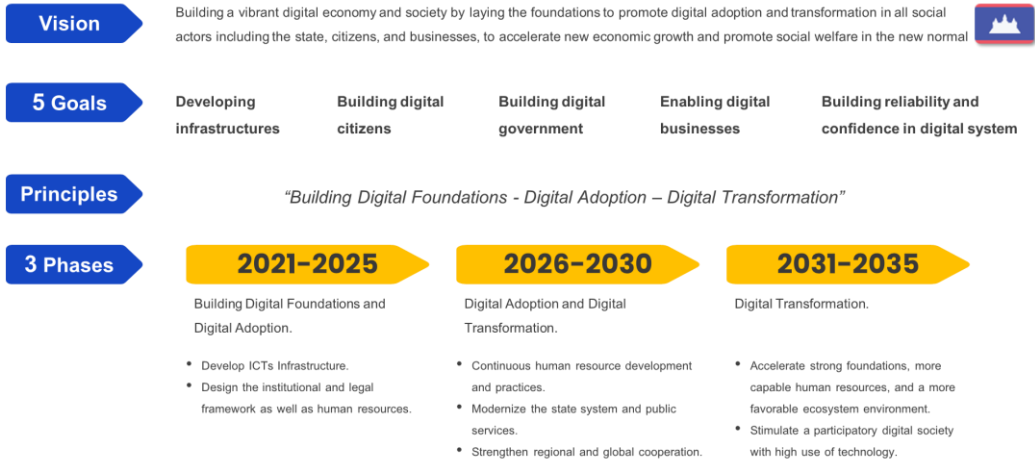 Vision
Building a vibrant digital economy and society by laying the foundations to promote digital adoption and transformation in all social
actors including the state, citizens, and businesses, to accelerate new economic growth and promote social welfare in the new normal
5 Goals
Developing
infrastructures
Building digital
citizens
Building digital
government
Enabling digital
businesses
Building reliability and
confidence in digital system
Principles
“Building Digital Foundations - Digital Adoption – Digital Transformation”
3 Phases
2021-2025
Building Digital Foundations and
Digital Adoption.
• Develop ICTs Infrastructure.
• Design the institutional and legal
framework as well as human resources.
2026-2030
Digital Adoption and Digital
Transformation.
• Continuous human resource development
and practices.
• Modernize the state system and public
services.
• Strengthen regional and global cooperation.
2031-2035
Digital Transformation.
• Accelerate strong foundations, more
capable human resources, and a more
favorable ecosystem environment.
• Stimulate a participatory digital society
with high use of technology.